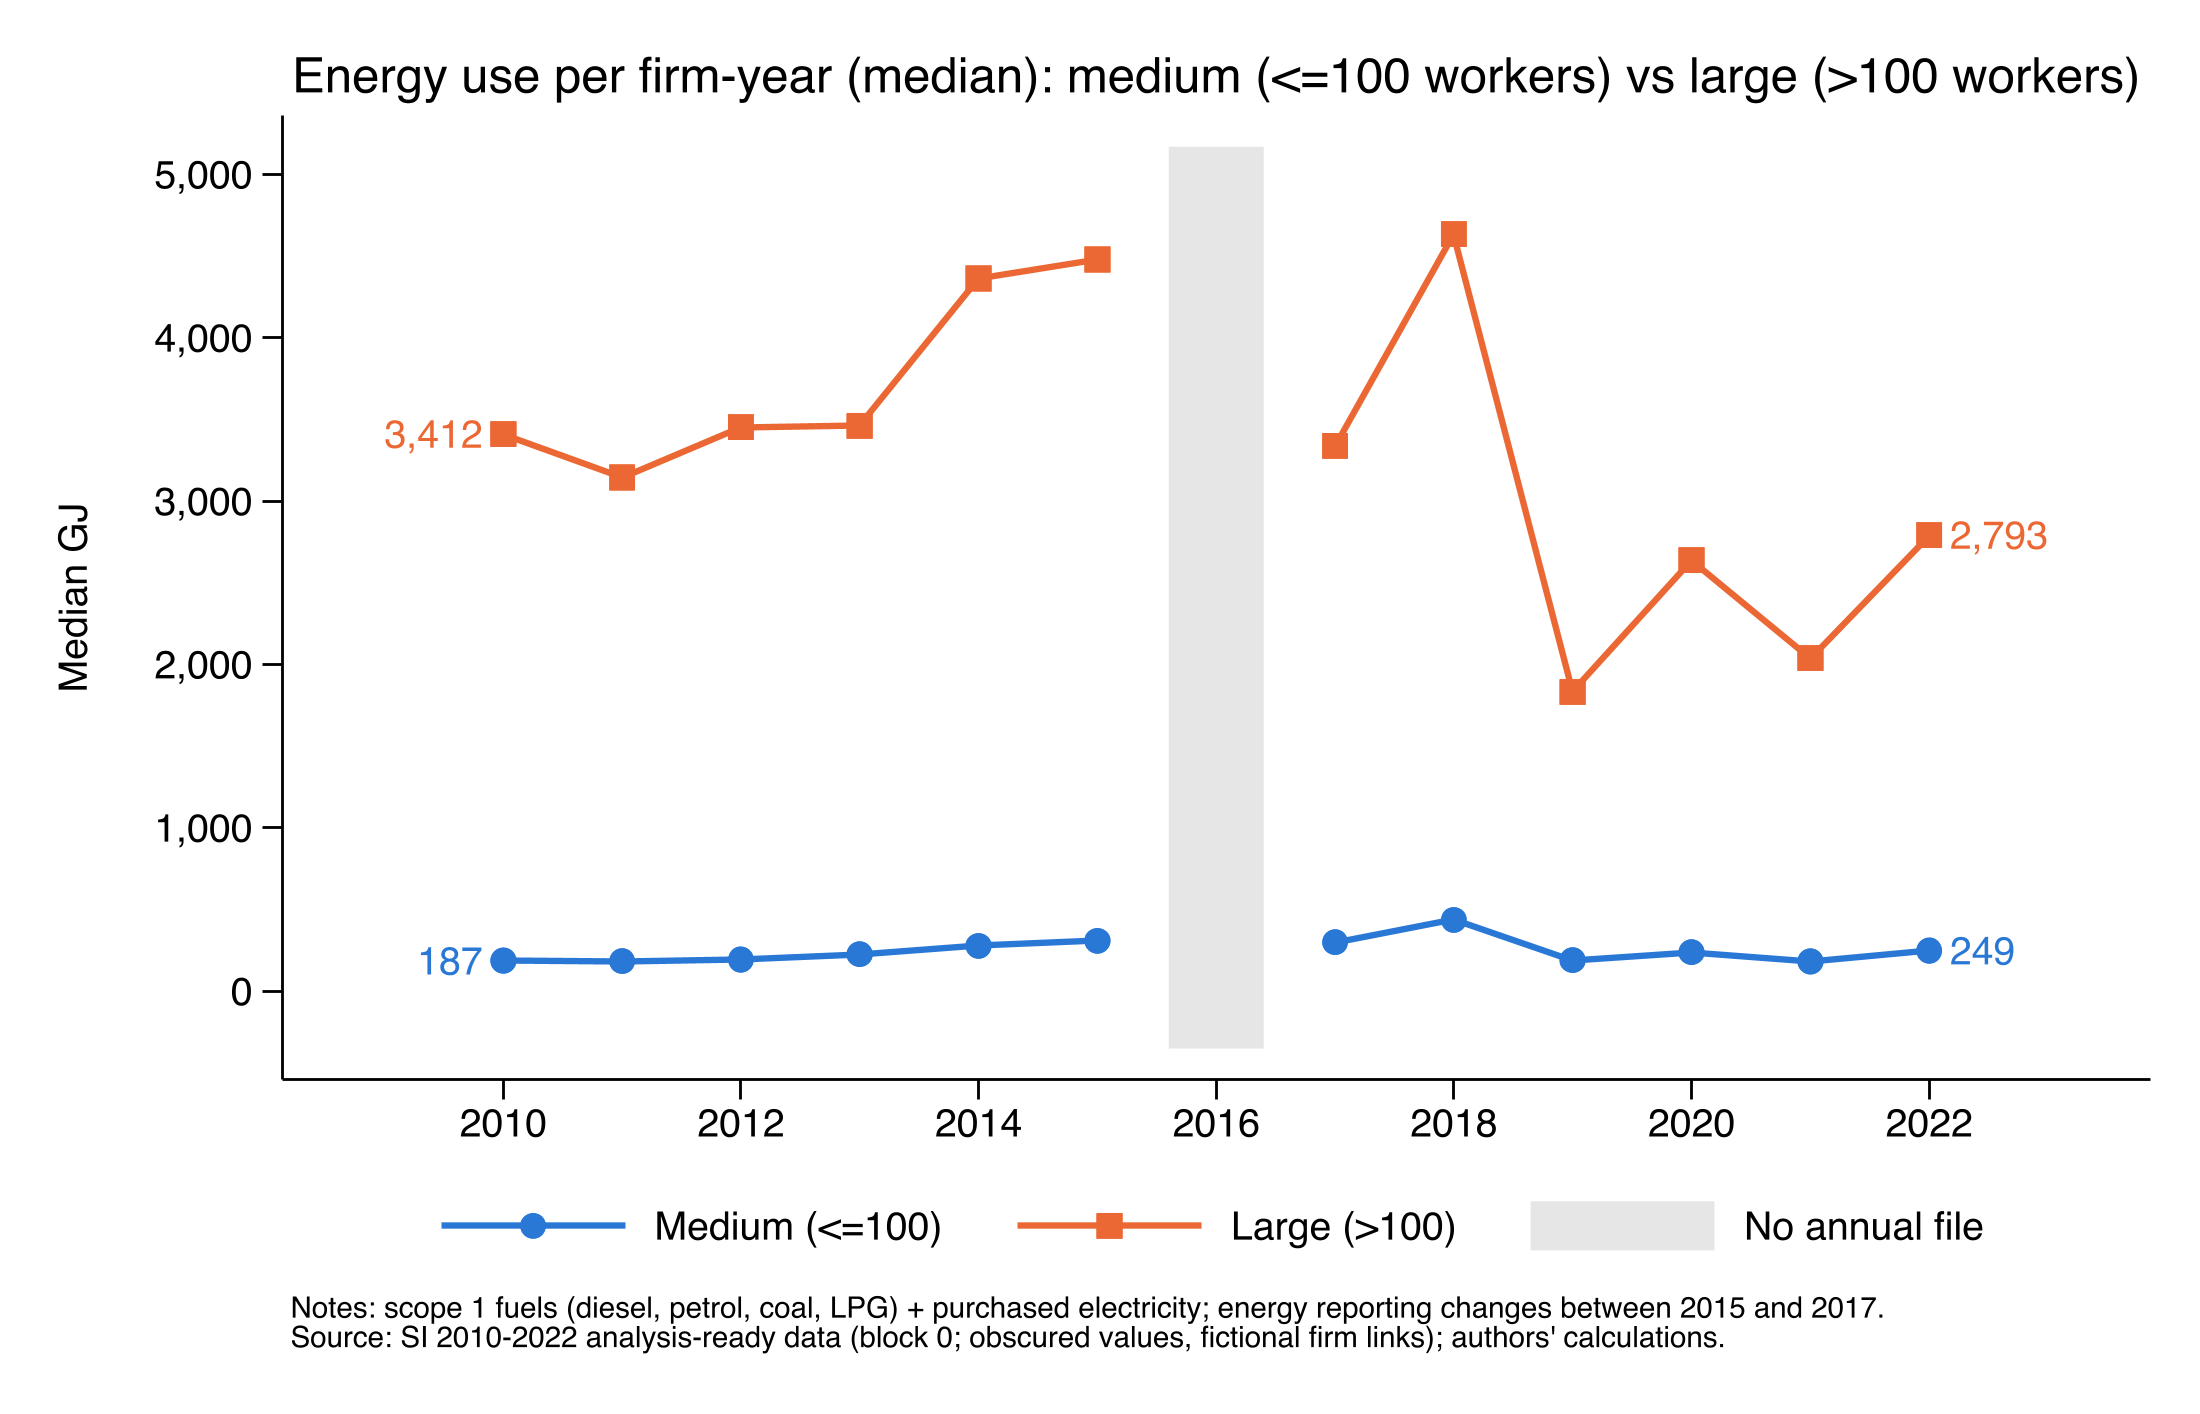 Energy use per firm-year (median): medium (<=100 workers) vs large (>100 workers)
Median GJ
5,000
4,000
3,000
2,000
1,000
0
3,412
2,793
187
249
2010
2012
2014
2016
2018
2020
2022
Medium (<=100)
Large (>100)
No annual file
Notes: scope 1 fuels (diesel, petrol, coal, LPG) + purchased electricity; energy reporting changes between 2015 and 2017.
Source: SI 2010-2022 analysis-ready data (block 0; obscured values, fictional firm links); authors' calculations.